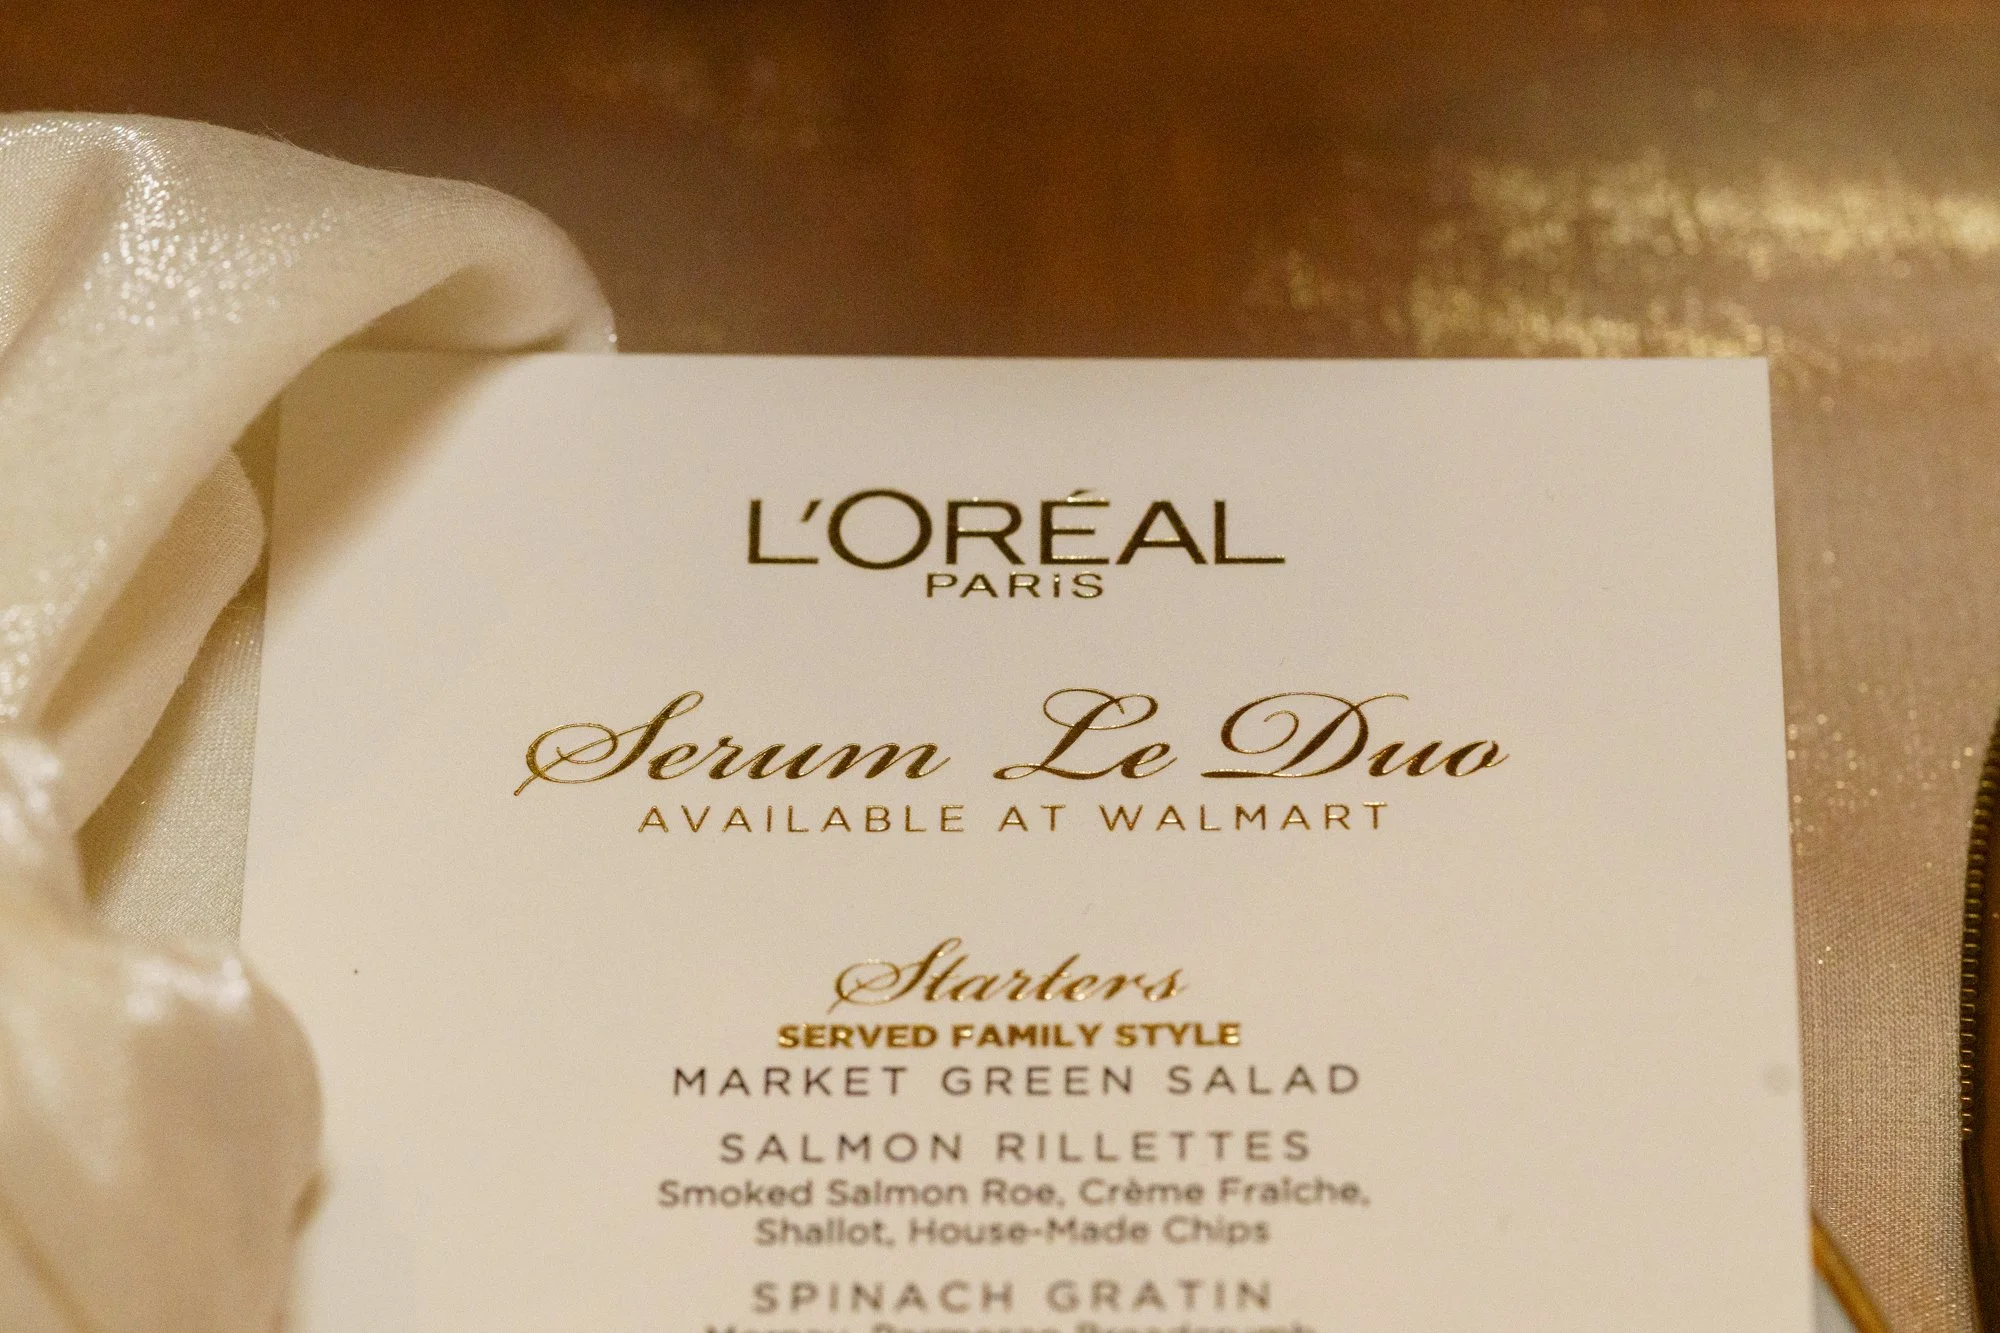 L'ORÉAL
PARiS
Serum Le Duo
AVAILABLE AT WALMART
Starters
SERVED FAMILY STYLE
MARKET GREEN SALAD
SALMON RILLETTES
Smoked Salmon Roe, Crème Fraîche,
Shallot, House-Made Chips
SPINACH GRATIN